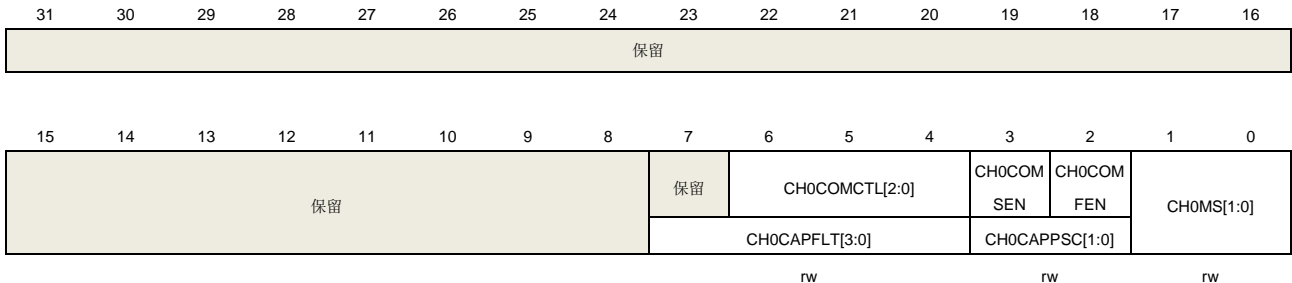 31 30 29 28 27 26 25 24 23 22 21 20 19 18 17 16
保留
15 14 13 12 11 10 9 8 7 6 5 4 3 2 1 0
保留
保留
CH0COMCTL[2:0]
CH0COM
SEN
CH0COM
FEN
CH0MS[1:0]
CH0CAPFLT[3:0]
CH0CAPPSC[1:0]
rw rw rw